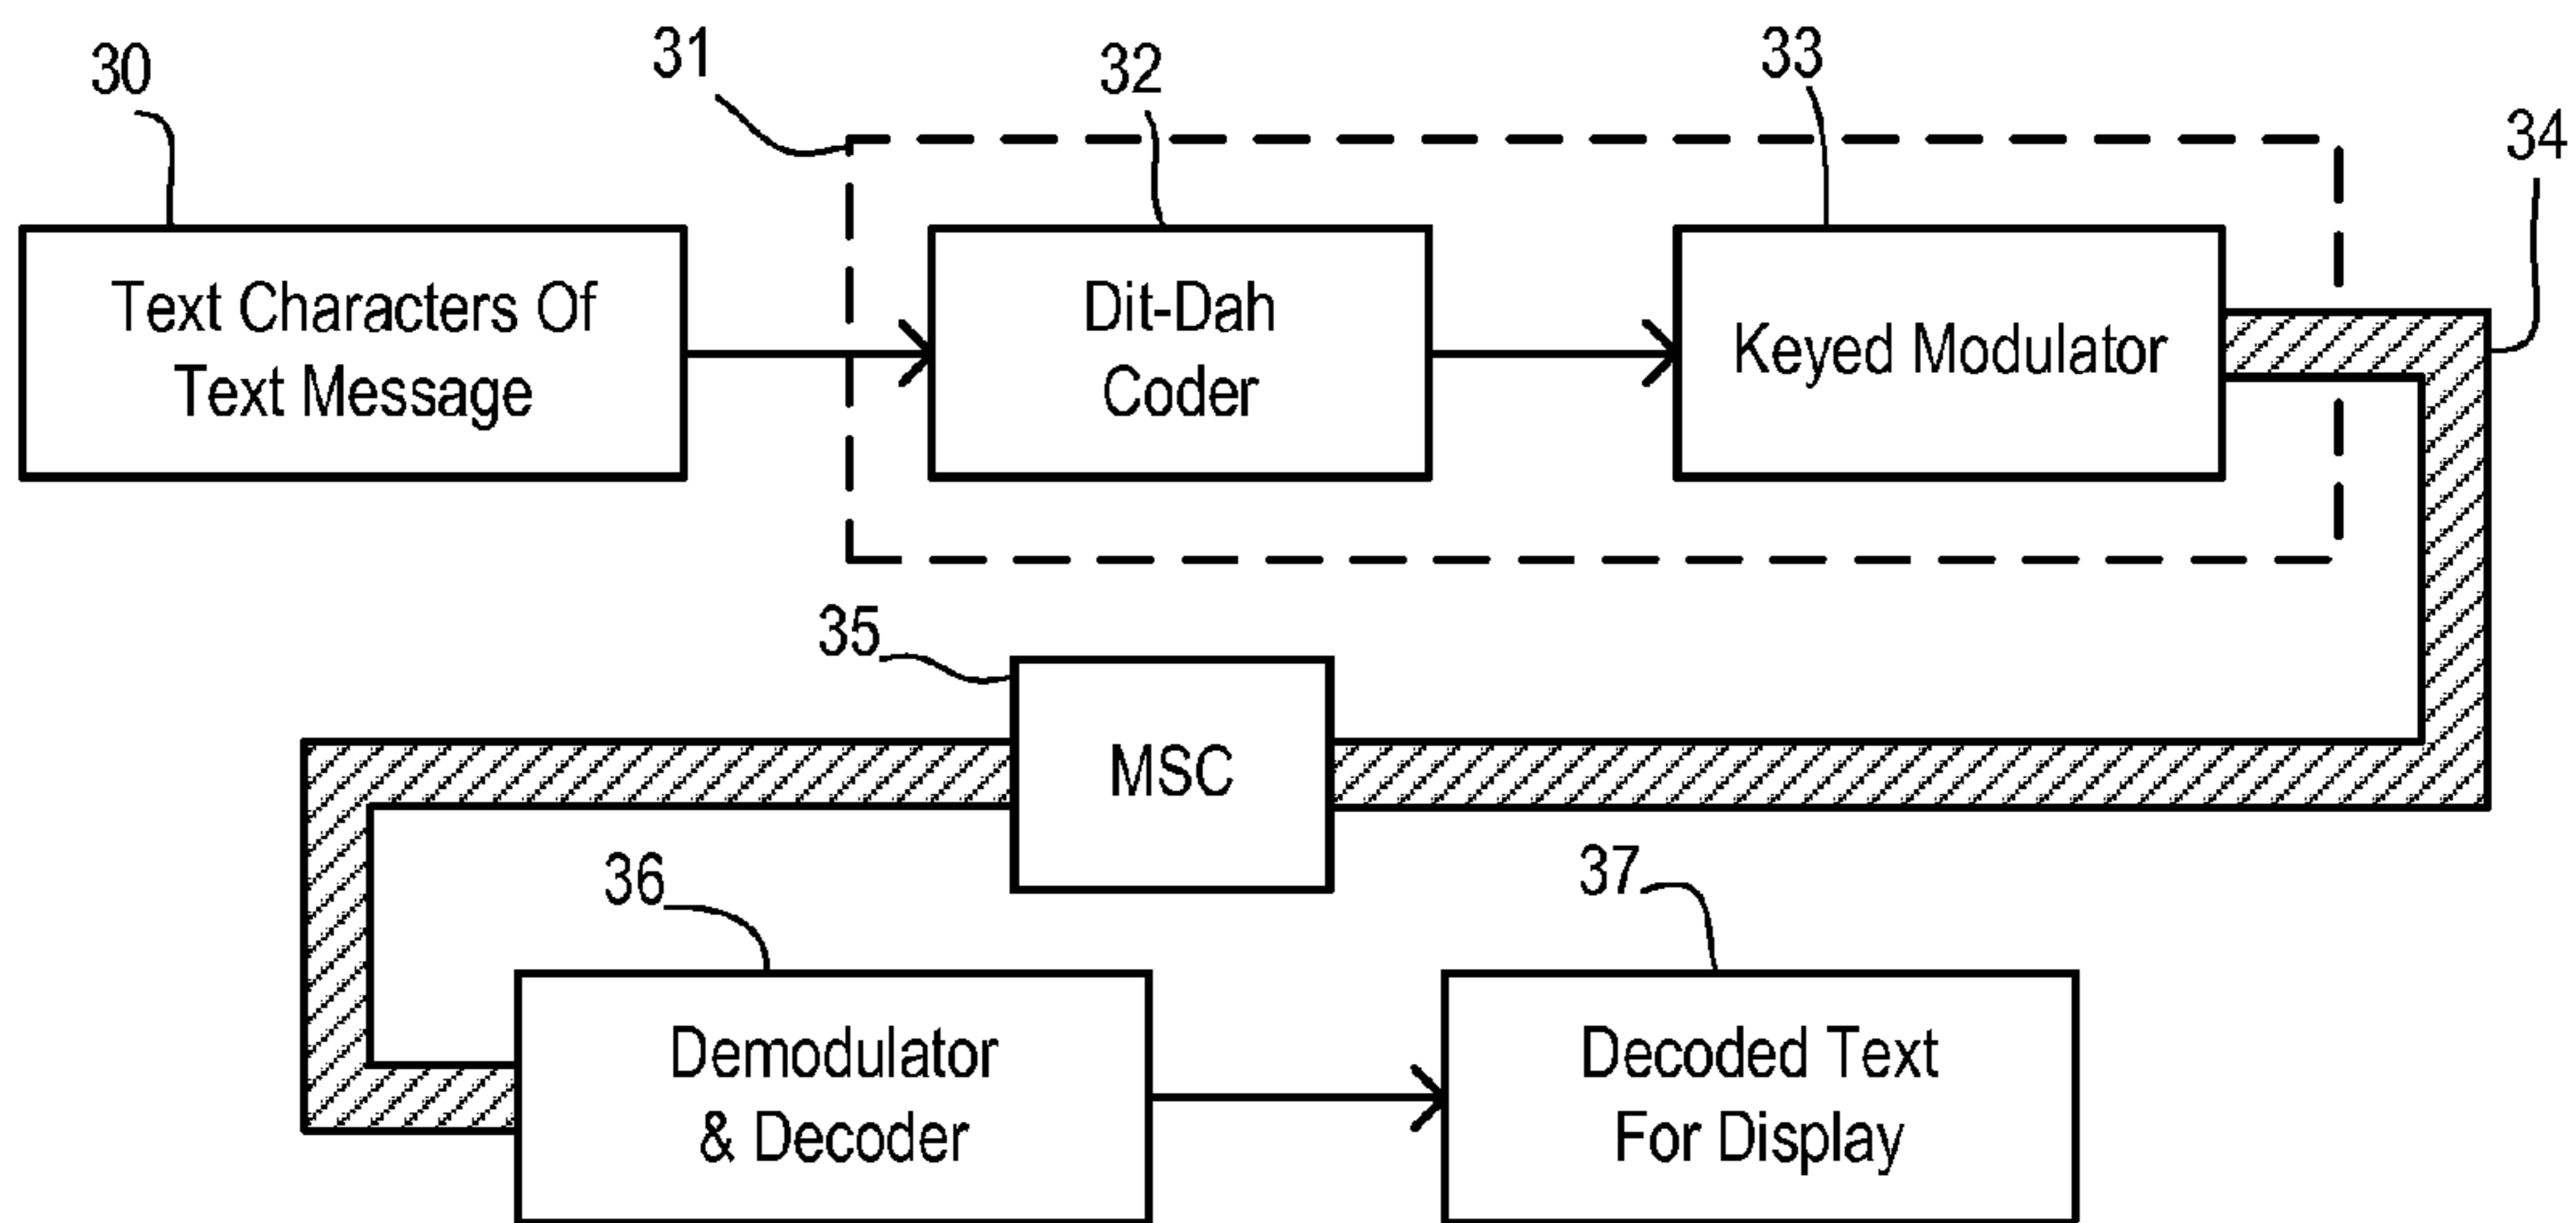 30
31
32
33
34
Text Characters Of
Text Message
Dit-Dah
Coder
Keyed Modulator
35
MSC
36
37
Demodulator
& Decoder
Decoded Text
For Display